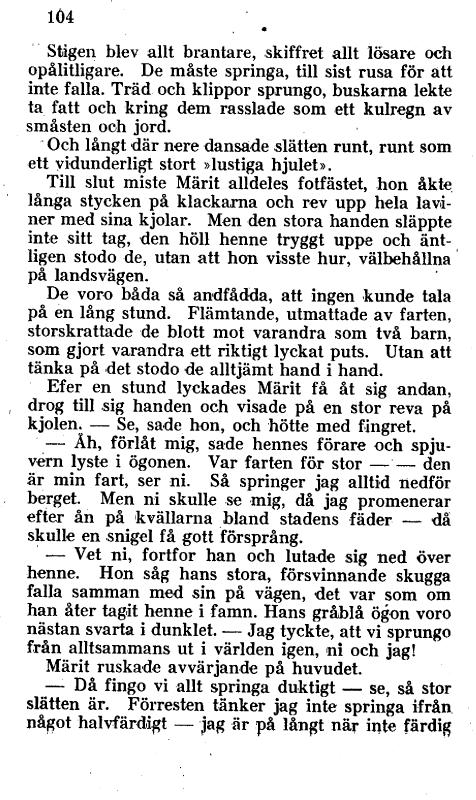 104
Stigen blev allt brantare, skiffret allt lösare och
opålitligare. De måste springa, till sist rusa för att
inte falla. Träd och klippor sprungo, buskarna lekte
ta fatt och kring dem rasslade som ett kulregn av
småsten och jord.
Och långt där nere dansade slätten runt, runt som
ett vidunderligt stort »lustiga hjulet».
Till slut miste Märit alldeles fotfästet, hon åkte
långa stycken på klackarna och rev upp hela lavi-
ner med sina kjolar. Men den stora handen släppte
inte sitt tag, den höll henne tryggt uppe och änt-
ligen stodo de, utan att hon visste hur, välbehållna
på landsvägen.
De voro båda så andfådda, att ingen kunde tala
på en lång stund. Flämtande, utmattade av farten,
storskrattade de blott mot varandra som två barn,
som gjort varandra ett riktigt lyckat puts. Utan att
tänka på det stodo de alltjämt hand i hand.
Efer en stund lyckades Märit få åt sig andan,
drog till sig handen och visade på en stor reva på
kjolen. — Se, sade hon, och hötte med fingret.
— Åh, förlåt mig, sade hennes förare och spju-
vern lyste i ögonen. Var farten för stor — — den
är min fart, ser ni. Så springer jag alltid nedför
berget. Men ni skulle se mig, då jag promenerar
efter ån på kvällarna bland stadens fäder — då
skulle en snigel få gott försprång.
— Vet ni, fortfor han och lutade sig ned över
henne. Hon såg hans stora, försvinnande skugga
falla samman med sin på vägen, det var som om
han åter tagit henne i famn. Hans gråblå ögon voro
nästan svarta i dunklet. — Jag tyckte, att vi sprungo
från alltsammans ut i världen igen, ni och jag!
Märit ruskade avvärjande på huvudet.
— Då fingo vi allt springa duktigt — se, så stor
slätten är. Förresten tänker jag inte springa ifrån
något halvfärdigt — jag är på långt när inte färdig